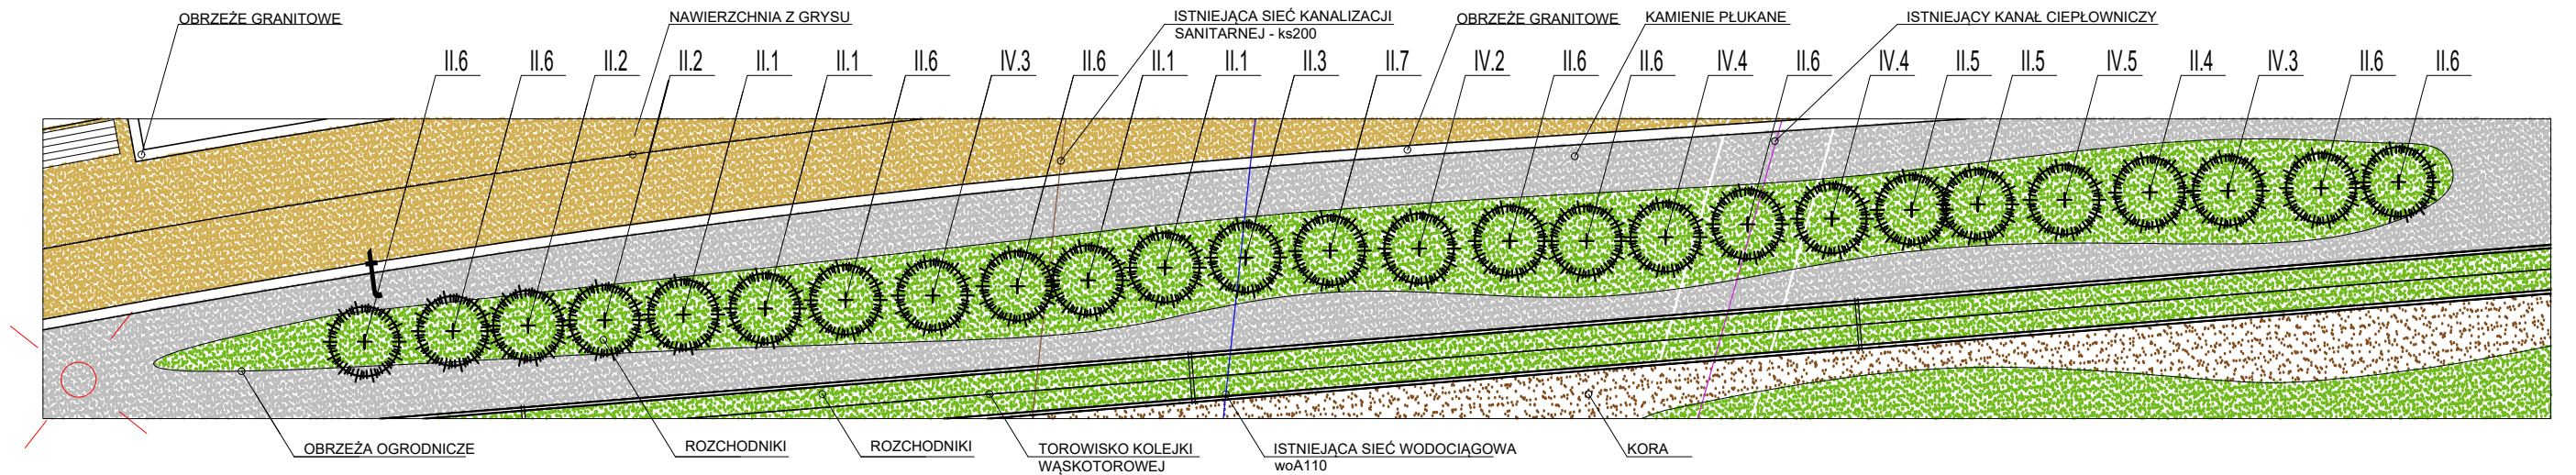 OBRZEŻE GRANITOWE
NAWIERZCHNIA Z GRYSU
ISTNIEJĄCA SIEĆ KANALIZACJI
SANITARNEJ - ks200
OBRZEŻE GRANITOWE
KAMIENIE PŁUKANE
ISTNIEJĄCY KANAŁ CIEPŁOWNICZY
II.6 II.6 II.2 II.2 II.1 II.1 II.6 IV.3 II.6 II.1 II.1 II.3 II.7 IV.2 II.6 II.6 IV.4 II.6 IV.4 II.5 II.5 IV.5 II.4 IV.3 II.6 II.6
t
OBRZEŻA OGRODNICZE
ROZCHODNIKI
ROZCHODNIKI
TOROWISKO KOLEJKI
WĄSKOTOROWEJ
ISTNIEJĄCA SIEĆ WODOCIĄGOWA
woA110
KORA